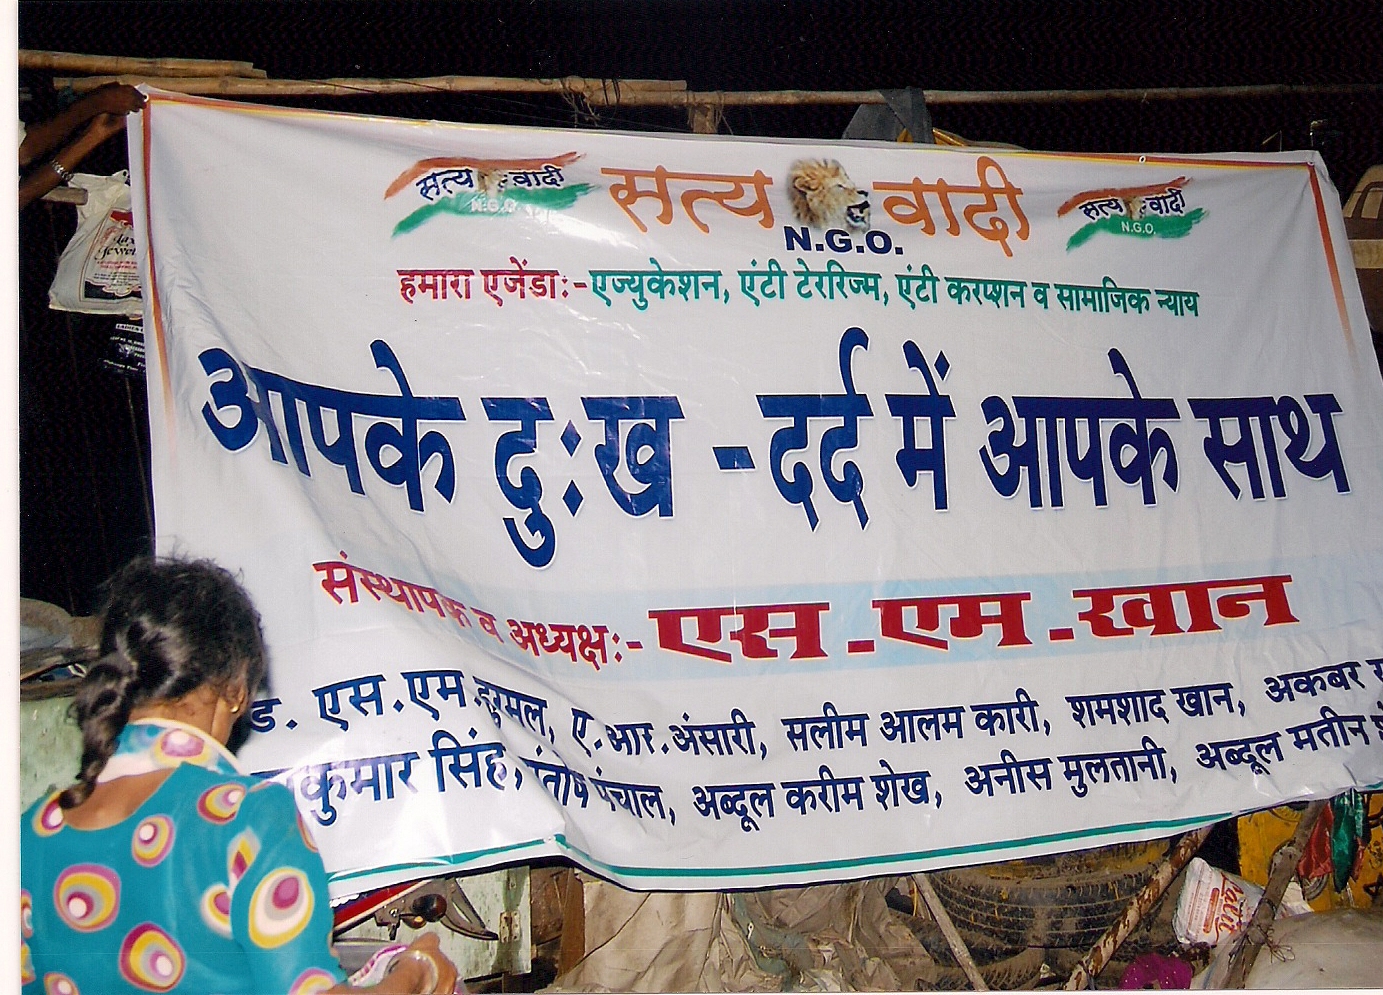 सत्य वादी
N.G.O.
सत्य वादी
N.G.O.
सत्य वादी
N.G.O.
हमारा एजेंडा:-एज्युकेशन, एंटी टेररिज्म, एंटी करप्शन व सामाजिक न्याय
आपके दु:ख -दर्द में आपके साथ
संस्थापक व अध्यक्ष:- एस.एम.खान
ड. एस.एम. ए.आर.अंसारी, सलीम आलम कारी, शमशाद खान, अकबर
कुमार सिंह, पंचाल, अब्दूल करीम शेख, अनीस मुलतानी, अब्दूल मतीन